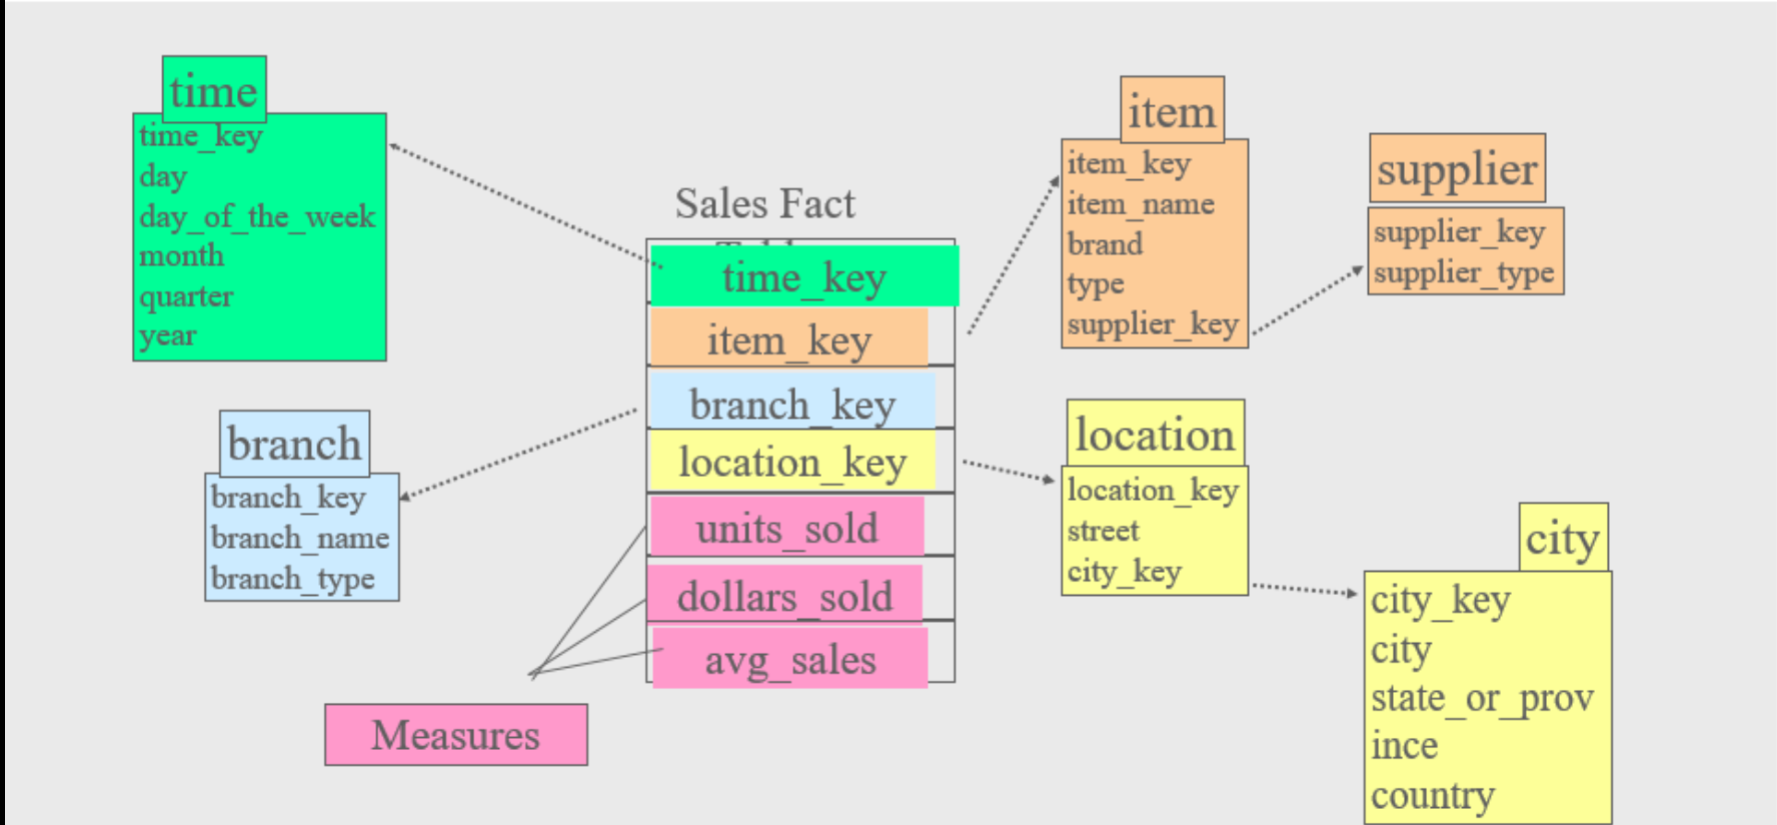 time
time_key
day
day_of_the_week
month
quarter
year
branch
branch_key
branch_name
branch_type
Sales Fact
time_key
item_key
branch_key
location_key
units_sold
dollars_sold
avg_sales
Measures
item
item_key
item_name
brand
type
supplier_key
supplier
supplier_key
supplier_type
location
location_key
street
city_key
city
city_key
city
state_or_prov
ince
country